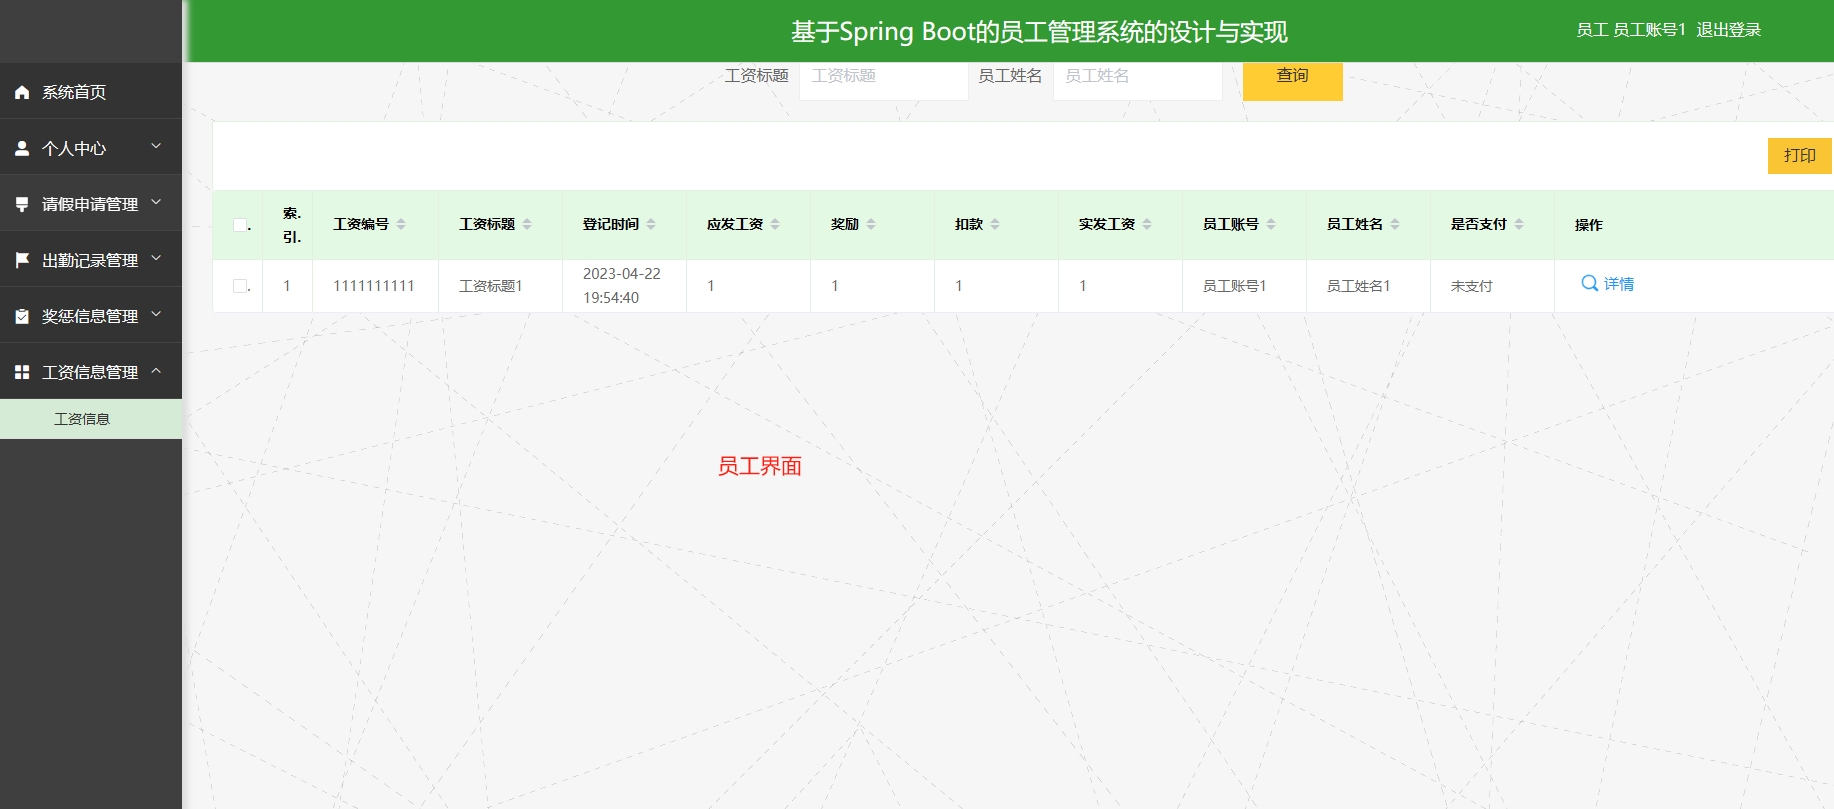 基于Spring Boot的员工管理系统的设计与实现
员工 员工账号1 退出登录
系统首页
个人中心
请假申请管理
出勤记录管理
奖惩信息管理
工资信息管理
工资信息
工资标题 工资标题 员工姓名 员工姓名 查询
打印
索.
引. 工资编号 工资标题 登记时间 应发工资 奖励 扣款 实发工资 员工账号 员工姓名 是否支付 操作
1 1111111111 工资标题1 2023-04-22
19:54:40 1 1 1 1 员工账号1 员工姓名1 未支付 详情
员工界面